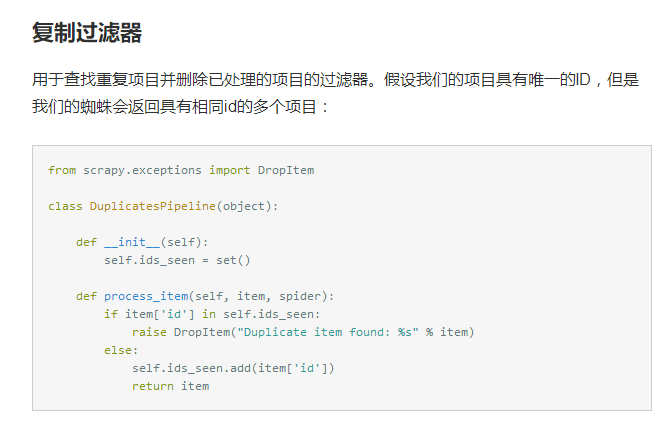 复制过滤器
用于查找重复项目并删除已处理的项目的过滤器。假设我们的项目具有唯一的ID，但是
我们的蜘蛛会返回具有相同id的多个项目：
from scrapy.exceptions import DropItem
class DuplicatesPipeline(object):
    def __init__(self):
        self.ids_seen = set()
    def process_item(self, item, spider):
        if item['id'] in self.ids_seen:
            raise DropItem("Duplicate item found: %s" % item)
        else:
            self.ids_seen.add(item['id'])
            return item